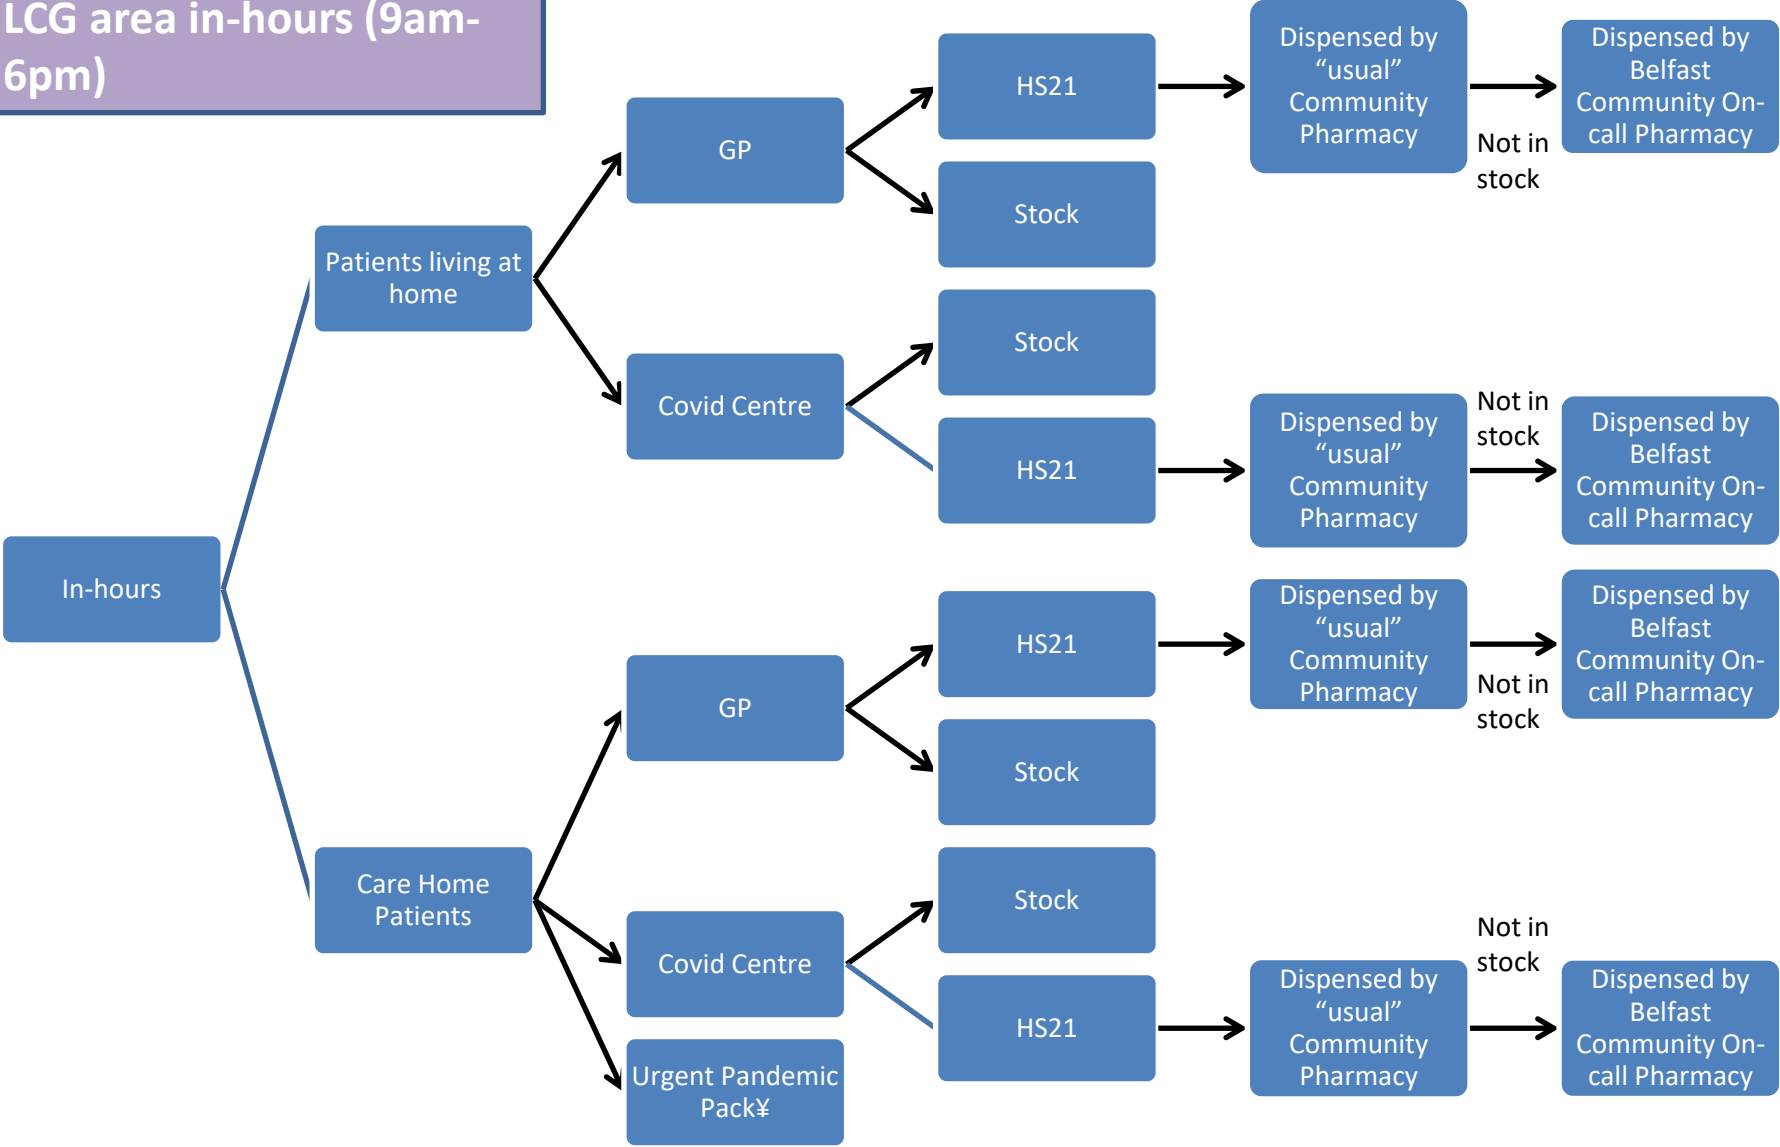 LCG area in-hours (9am-
6pm)
In-hours
Patients living at
home
GP
HS21
Dispensed by
“usual”
Community
Pharmacy
Not in
stock
Dispensed by
Belfast
Community On-
call Pharmacy
Stock
Covid Centre
Stock
HS21
Dispensed by
“usual”
Community
Pharmacy
Not in
stock
Dispensed by
Belfast
Community On-
call Pharmacy
Care Home
Patients
GP
HS21
Dispensed by
“usual”
Community
Pharmacy
Not in
stock
Dispensed by
Belfast
Community On-
call Pharmacy
Stock
Covid Centre
Stock
HS21
Dispensed by
“usual”
Community
Pharmacy
Not in
stock
Dispensed by
Belfast
Community On-
call Pharmacy
Urgent Pandemic
Pack¥